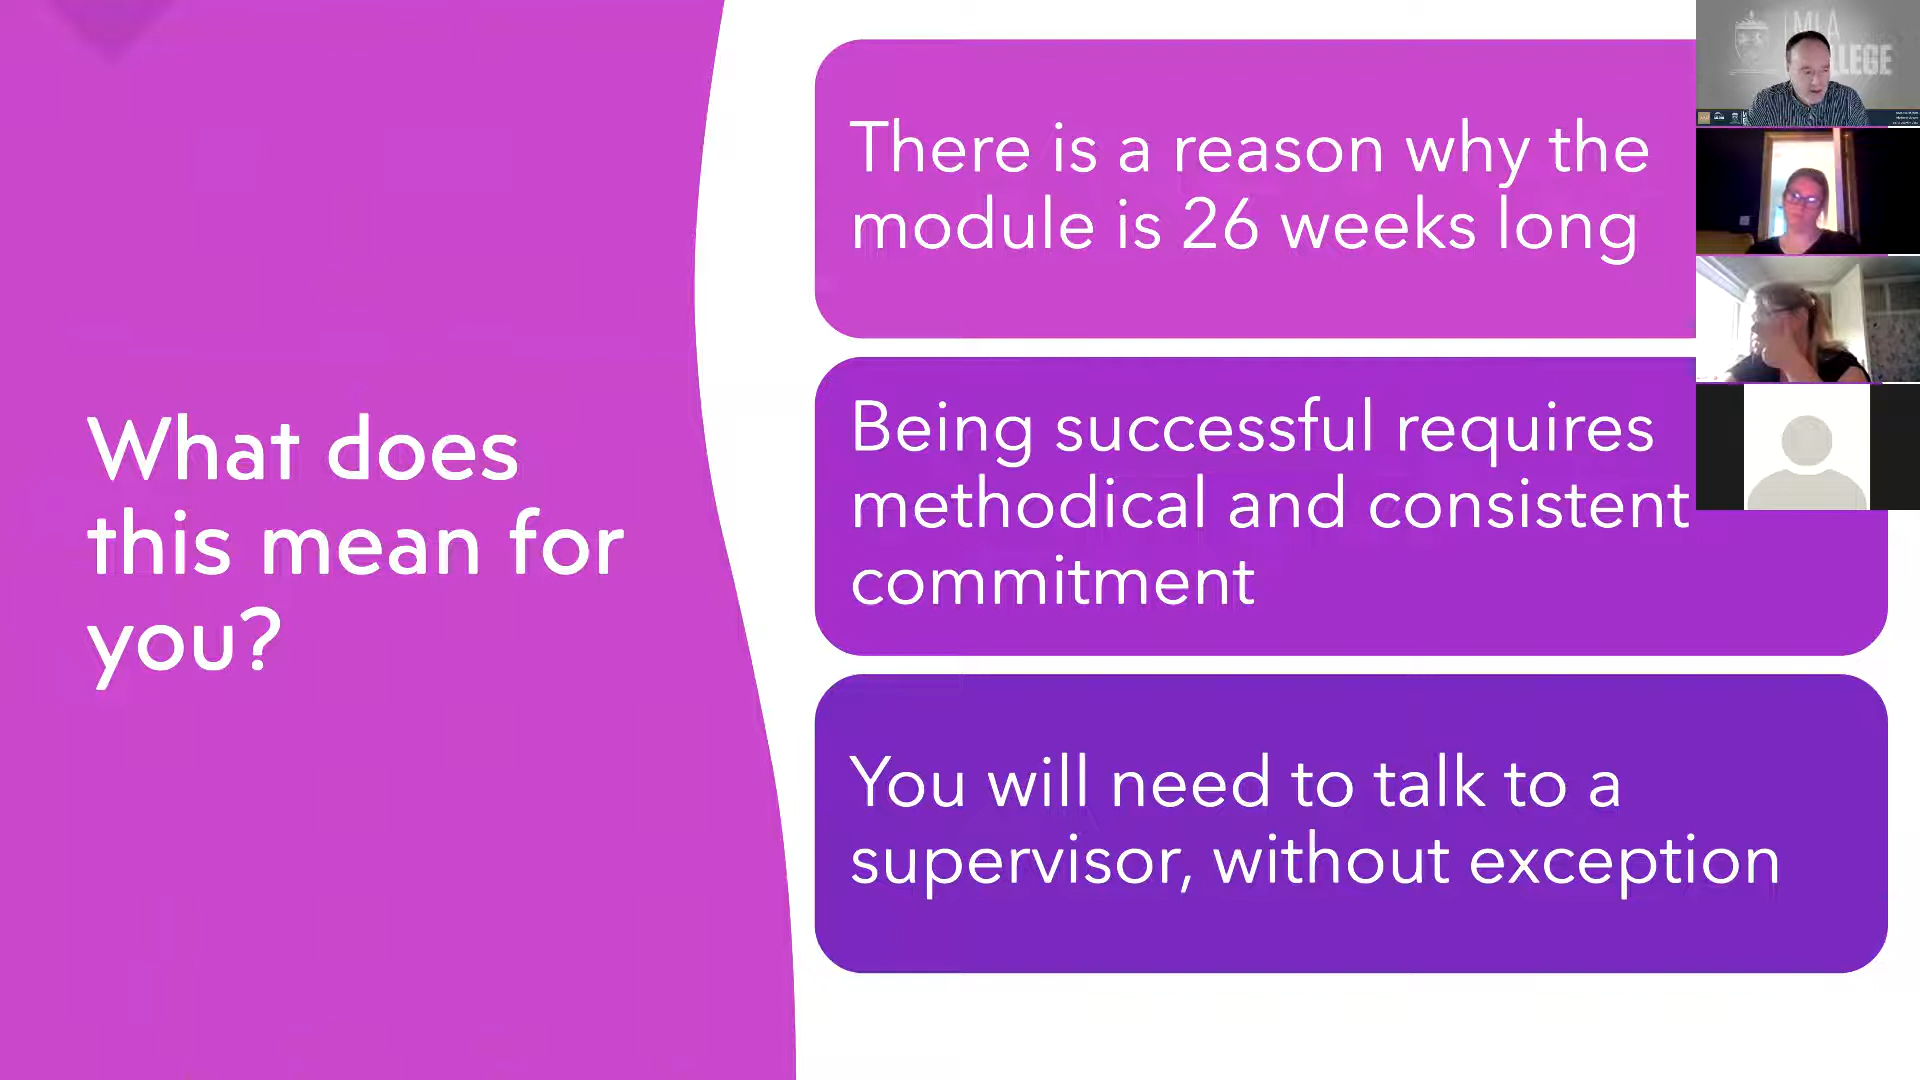 What does
this mean for
you?
There is a reason why the
module is 26 weeks long
Being successful requires
methodical and consistent
commitment
You will need to talk to a
supervisor, without exception
MLA